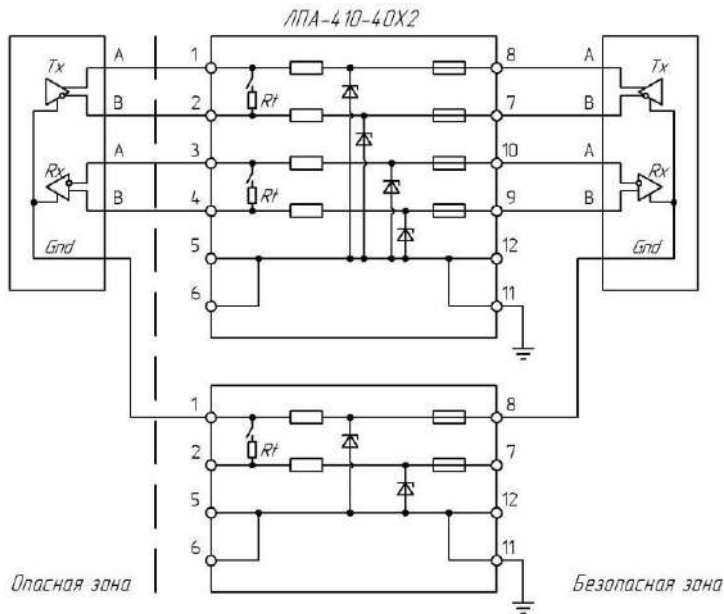 ЛПА-410-40X2
Tx A 1 8 A Tx
Rt
B 2 7 B
Rx A 3 10 A Rx
Rt
B 4 9 B
Gnd 5 12 Gnd
6 11
1 8
Rt
2 7
5 12
6 11
Опасная зона Безопасная зона